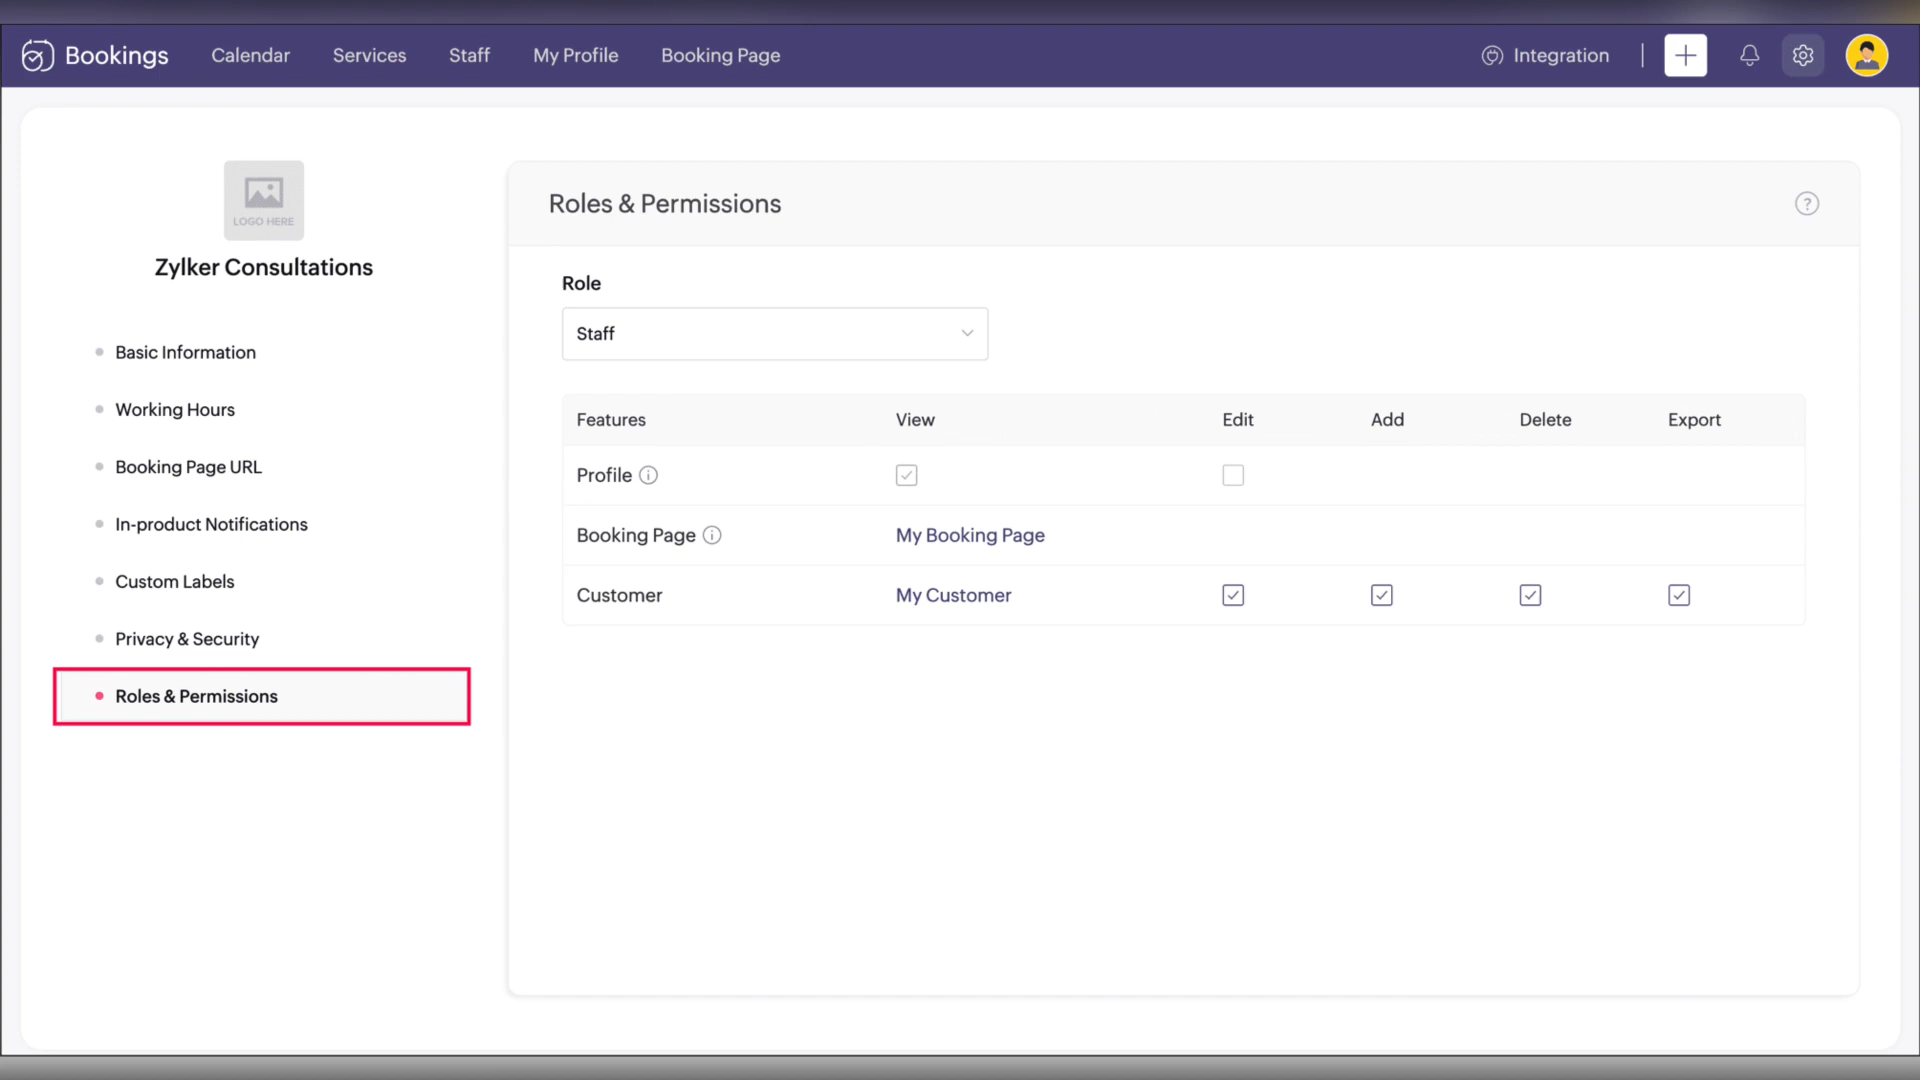 Bookings
Calendar
Services
Staff
My Profile
Booking Page
Integration
LOGO HERE
Zylker Consultations
Basic Information
Working Hours
Booking Page URL
In-product Notifications
Custom Labels
Privacy & Security
Roles & Permissions
Roles & Permissions
?
Role
Staff
Features View Edit Add Delete Export
Profile
Booking Page My Booking Page
Customer My Customer